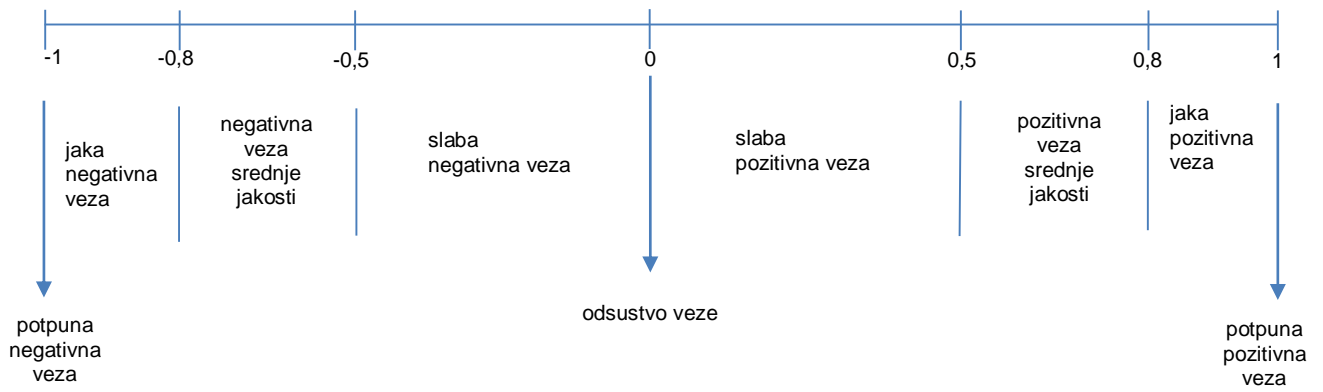 -1
-0,8
-0,5
0
0,5
0,8
1
jaka
negativna
veza
negativna
veza
srednje
jakosti
slaba
negativna veza
slaba
pozitivna veza
pozitivna
veza
srednje
jakosti
jaka
pozitivna
veza
potpuna
negativna
veza
odsustvo veze
potpuna
pozitivna
veza